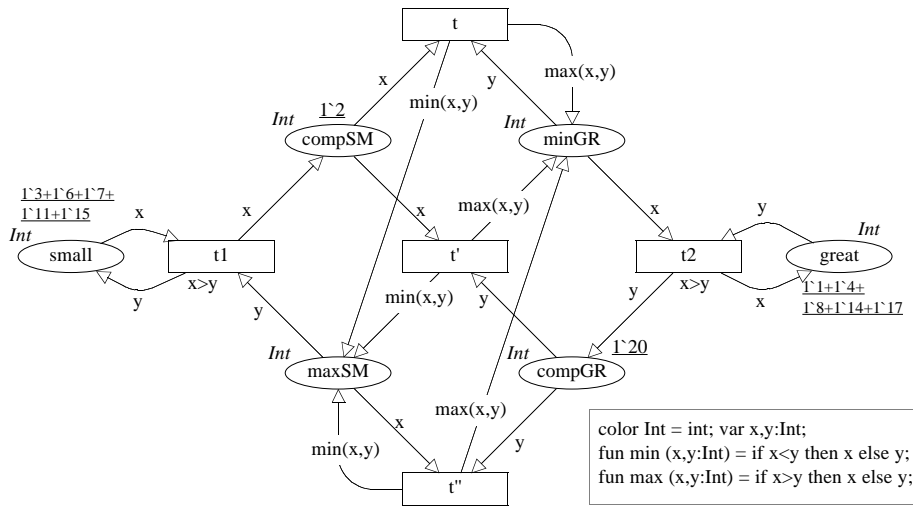 t
max(x,y)
x
y
min(x,y)
1`2
Int
compSM
Int
minGR
1`3+1`6+1`7+
1`11+1`15
x
x
x
max(x,y)
x
y
Int
small
t1
t'
t2
Int
great
y
x>y
y
min(x,y)
y
y
x>y
x
1`1+1`4+
1`8+1`14+1`17
Int
maxSM
Int
compGR
1`20
x
max(x,y)
y
min(x,y)
t"
color Int = int; var x,y:Int;
fun min (x,y:Int) = if x<y then x else y;
fun max (x,y:Int) = if x>y then x else y;